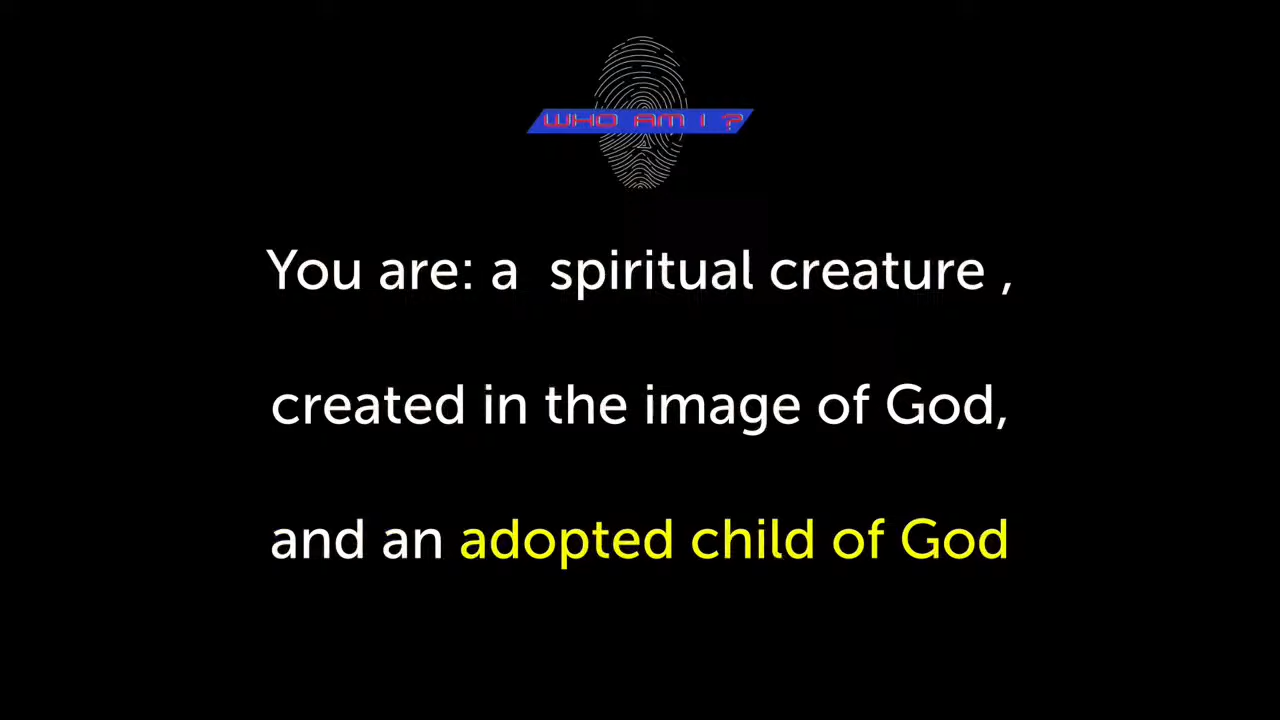 WHO AM I ?
You are: a  spiritual creature ,
created in the image of God,
and an adopted child of God